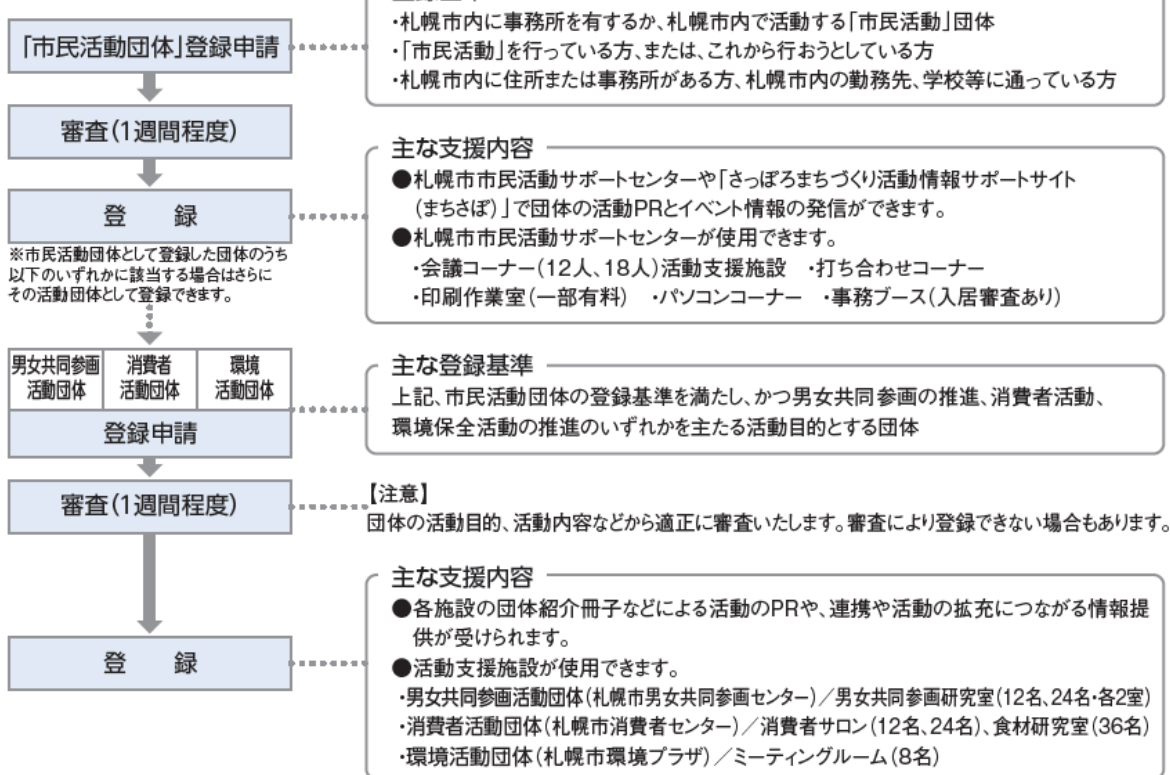 「市民活動団体」登録申請
・札幌市内に事務所を有するか、札幌市内で活動する「市民活動」団体
・「市民活動」を行っている方、または、これから行おうとしている方
・札幌市内に住所または事務所がある方、札幌市内の勤務先、学校等に通っている方
審査(1週間程度)
登　録
※市民活動団体として登録した団体のうち
以下のいずれかに該当する場合はさらに
その活動団体として登録できます。
主な支援内容
●札幌市市民活動サポートセンターや「さっぽろまちづくり活動情報サポートサイト
(まちさぽ)」で団体の活動PRとイベント情報の発信ができます。
●札幌市市民活動サポートセンターが使用できます。
・会議コーナー(12人、18人)活動支援施設　・打ち合わせコーナー
・印刷作業室(一部有料)　・パソコンコーナー　・事務ブース(入居審査あり)
男女共同参画
活動団体
消費者
活動団体
環境
活動団体
登録申請
主な登録基準
上記、市民活動団体の登録基準を満たし、かつ男女共同参画の推進、消費者活動、
環境保全活動の推進のいずれかを主たる活動目的とする団体
審査(1週間程度)
【注意】
団体の活動目的、活動内容などから適正に審査いたします。審査により登録できない場合もあります。
登　録
主な支援内容
●各施設の団体紹介冊子などによる活動のPRや、連携や活動の拡充につながる情報提
供が受けられます。
●活動支援施設が使用できます。
・男女共同参画活動団体(札幌市男女共同参画センター)/男女共同参画研究室(12名、24名・各2室)
・消費者活動団体(札幌市消費者センター)/消費者サロン(12名、24名)、食材研究室(36名)
・環境活動団体(札幌市環境プラザ)/ミーティングルーム(8名)